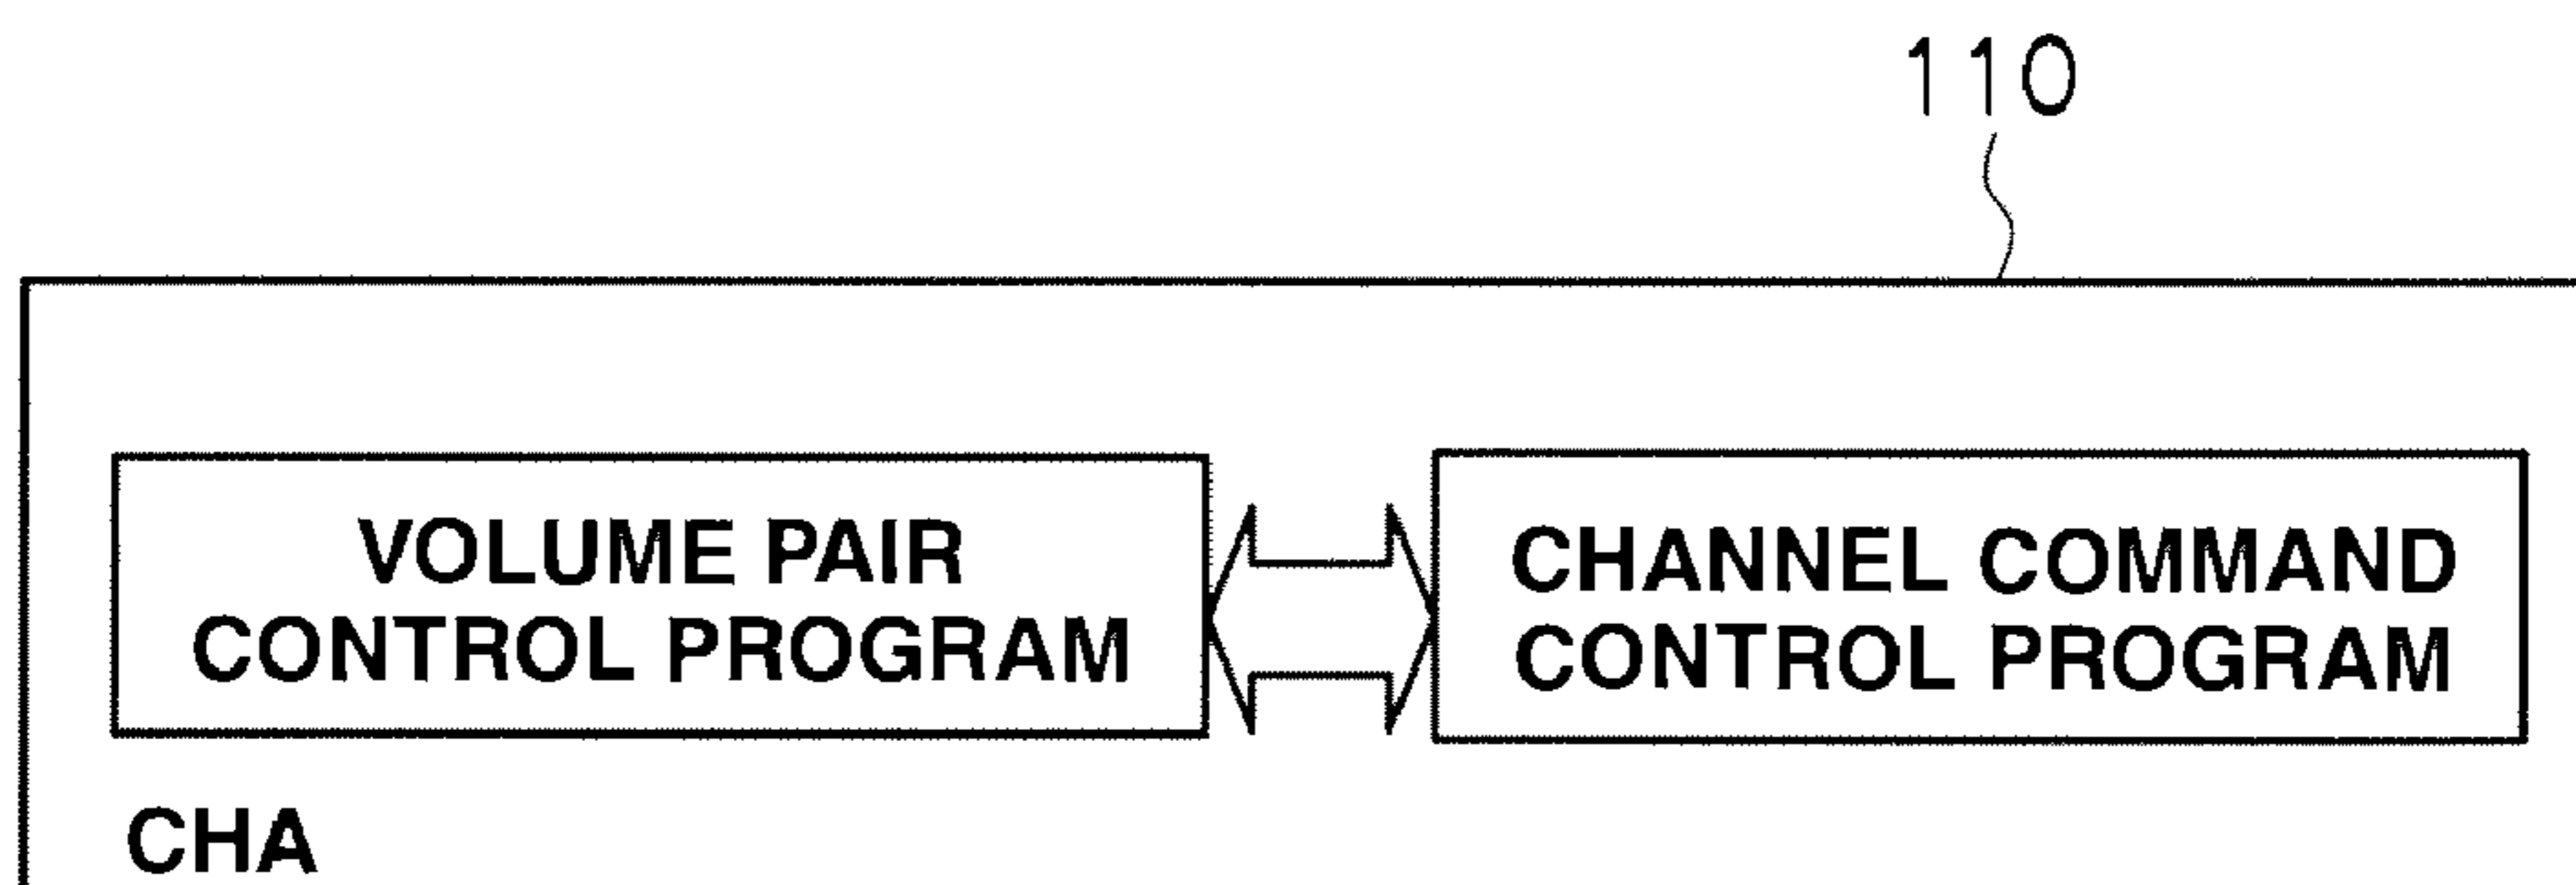 110
VOLUME PAIR
CONTROL PROGRAM
CHANNEL COMMAND
CONTROL PROGRAM
CHA